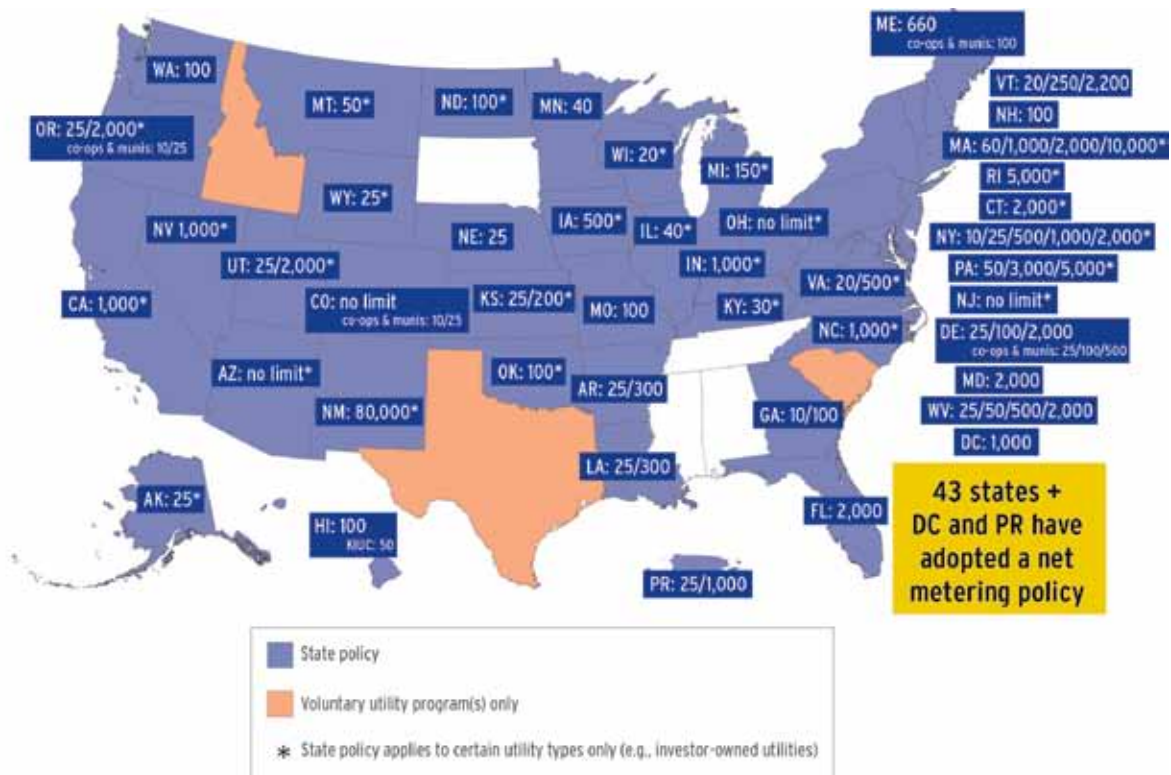 ME: 660
co-ops & munis: 100
WA: 100
MT: 50*
ND: 100*
MN: 40
VT: 20/250/2,200
NH: 100
OR: 25/2,000*
co-ops & munis: 10/25
WI: 20*
MI: 150*
MA: 60/1,000/2,000/10,000*
RI 5,000*
WY: 25*
CT: 2,000*
NV 1,000*
NE: 25
IA: 500*
IL: 40*
OH: no limit*
NY: 10/25/500/1,000/2,000*
UT: 25/2,000*
IN: 1,000*
PA: 50/3,000/5,000*
CA: 1,000*
CO: no limit
co-ops & munis: 10/25
KS: 25/200*
MO: 100
KY: 30*
VA: 20/500*
NJ: no limit*
NC: 1,000*
DE: 25/100/2,000
co-ops & munis: 25/100/500
AZ: no limit*
OK: 100*
AR: 25/300
MD: 2,000
NM: 80,000*
GA: 10/100
WV: 25/50/500/2,000
DC: 1,000
LA: 25/300
AK: 25*
HI: 100
KIUC: 50
FL: 2,000
PR: 25/1,000
43 states +
DC and PR have
adopted a net
metering policy
State policy
Voluntary utility program(s) only
* State policy applies to certain utility types only (e.g., investor-owned utilities)